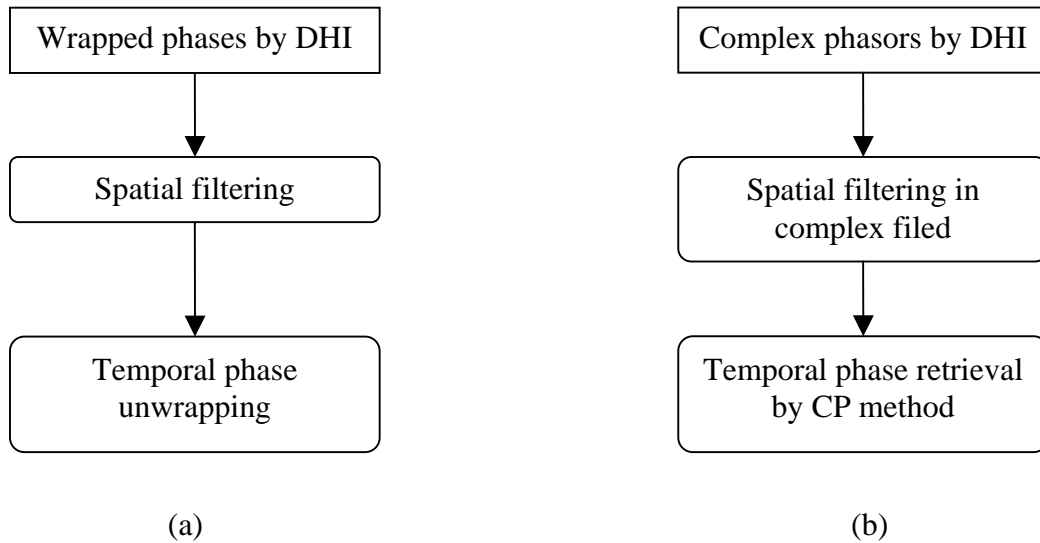 Wrapped phases by DHI
Spatial filtering
Temporal phase
unwrapping
(a)
Complex phasors by DHI
Spatial filtering in
complex filed
Temporal phase retrieval
by CP method
(b)